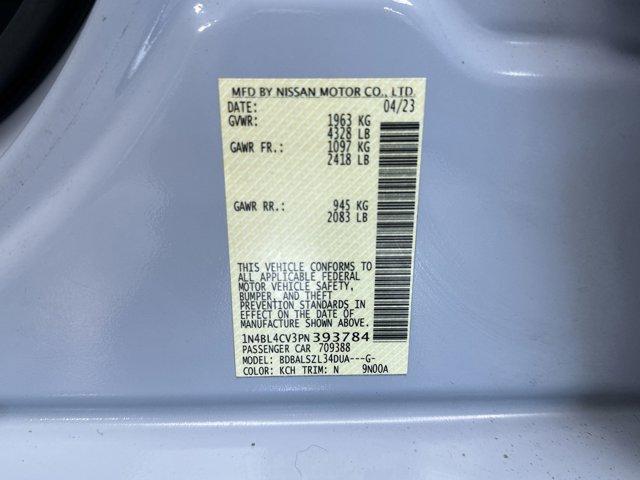 MFD BY NISSAN MOTOR CO., LTD.
DATE: 04/23
GVWR: 1963 KG
4328 LB
GAWR FR.: 1097 KG
2418 LB
GAWR RR.: 945 KG
2083 LB
THIS VEHICLE CONFORMS TO
ALL APPLICABLE FEDERAL
MOTOR VEHICLE SAFETY,
BUMPER, AND THEFT
PREVENTION STANDARDS IN
EFFECT ON THE DATE OF
MANUFACTURE SHOWN ABOVE.
1N4BL4CV3PN393784
PASSENGER CAR 709388
MODEL: BDBALSZL34DUA---G-
COLOR: KCH TRIM: N 9N00A